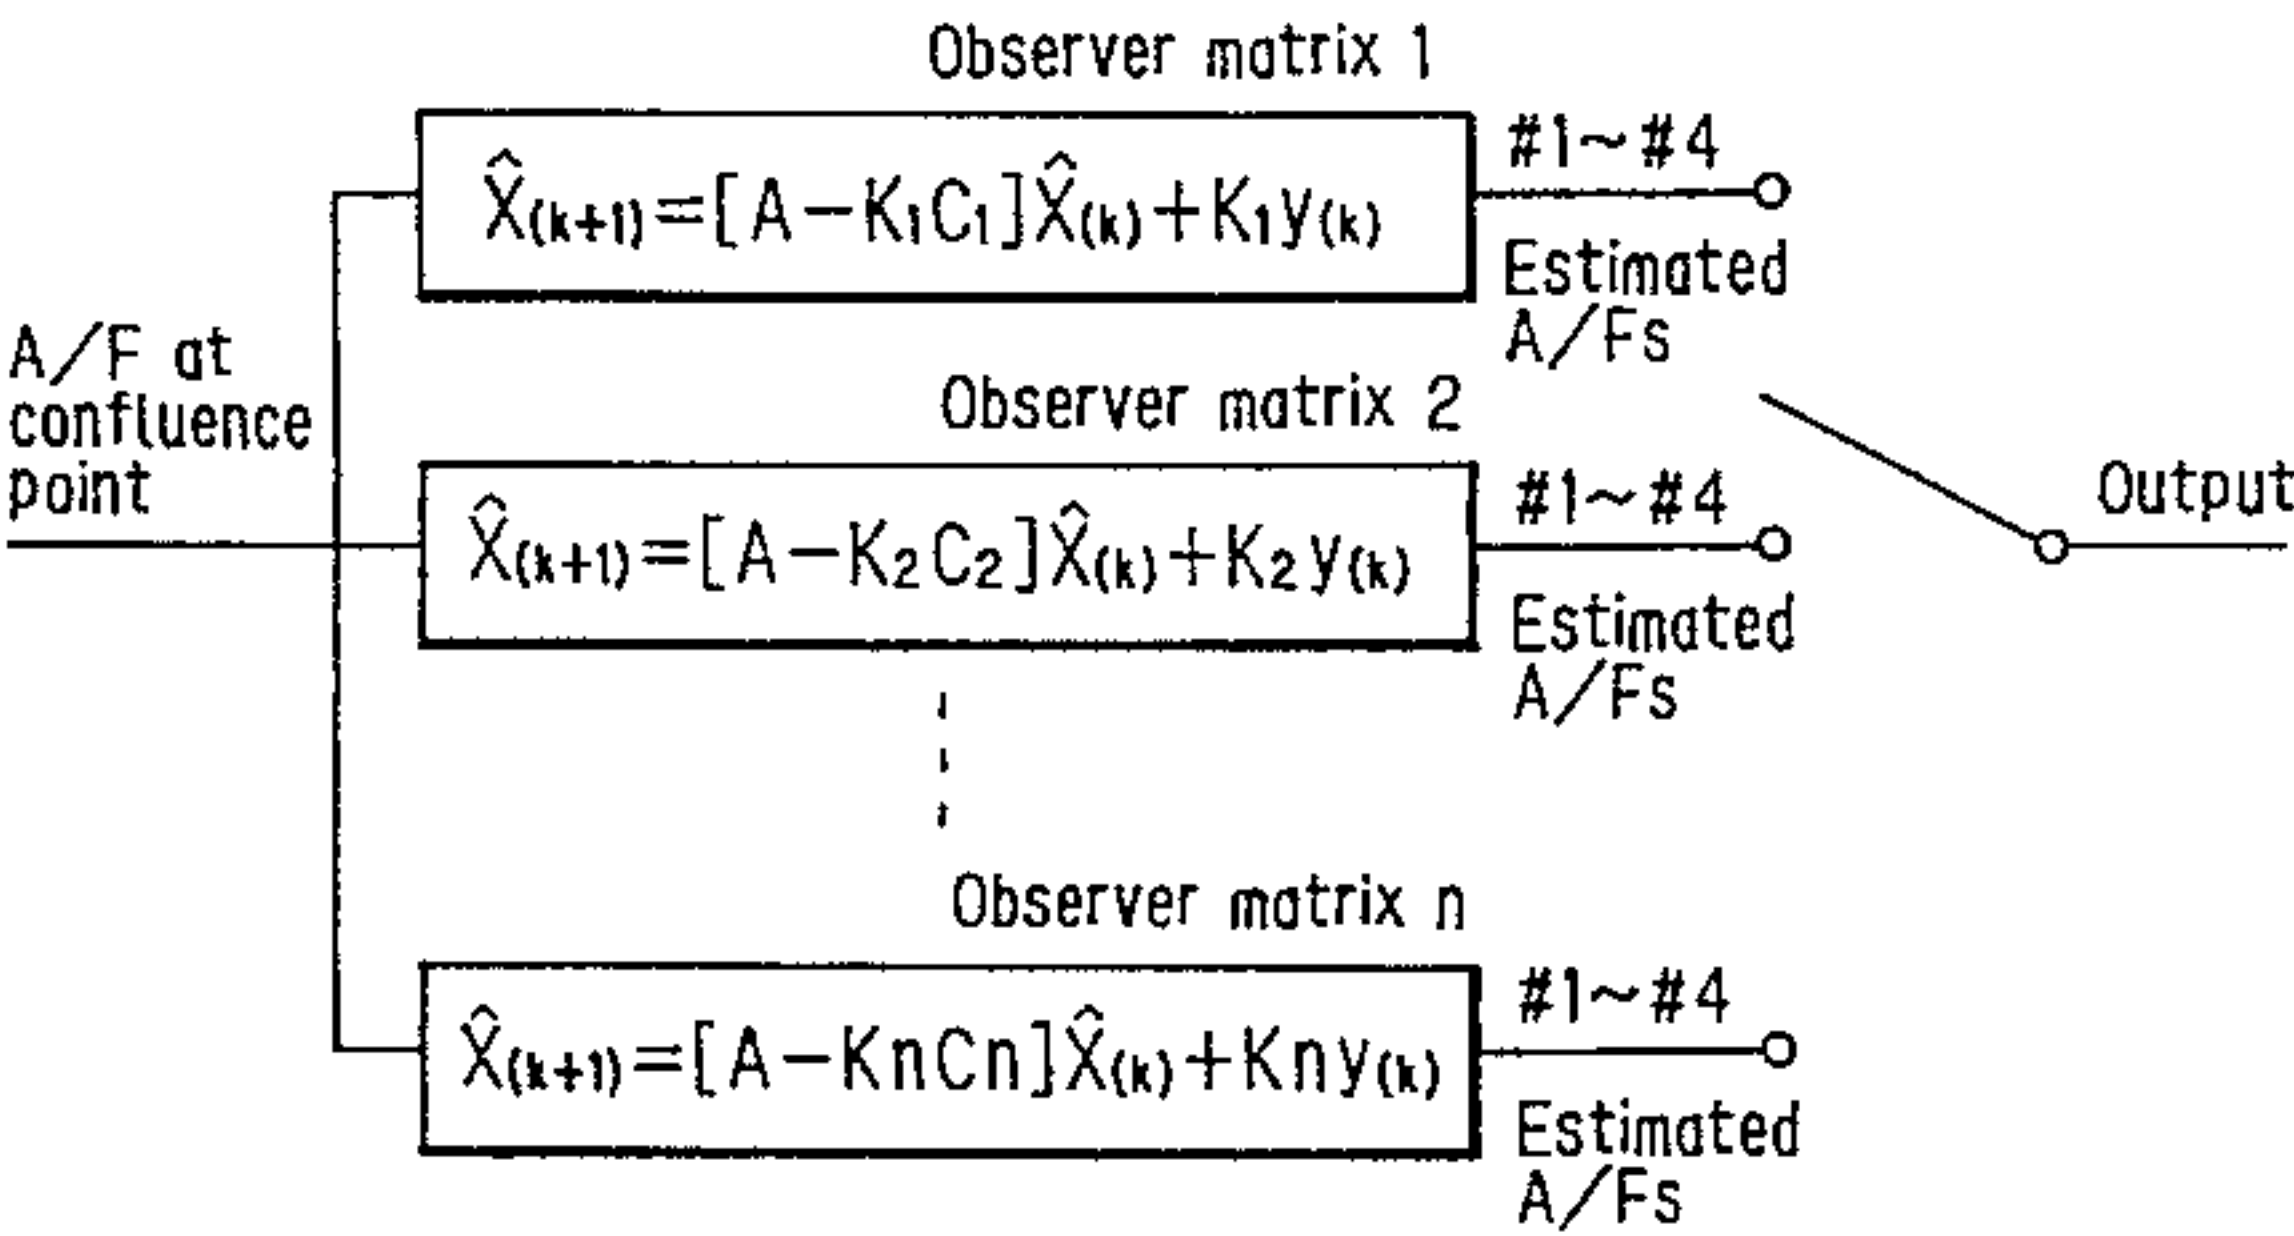 Observer matrix 1
X̂(k+1)=[A-K1C1]X̂(k)+K1y(k)
#1~#4
Estimated
A/Fs
A/F at
confluence
point
Observer matrix 2
X̂(k+1)=[A-K2C2]X̂(k)+K2y(k)
#1~#4
Estimated
A/Fs
Output
Observer matrix n
X̂(k+1)=[A-KnCn]X̂(k)+Kny(k)
#1~#4
Estimated
A/Fs